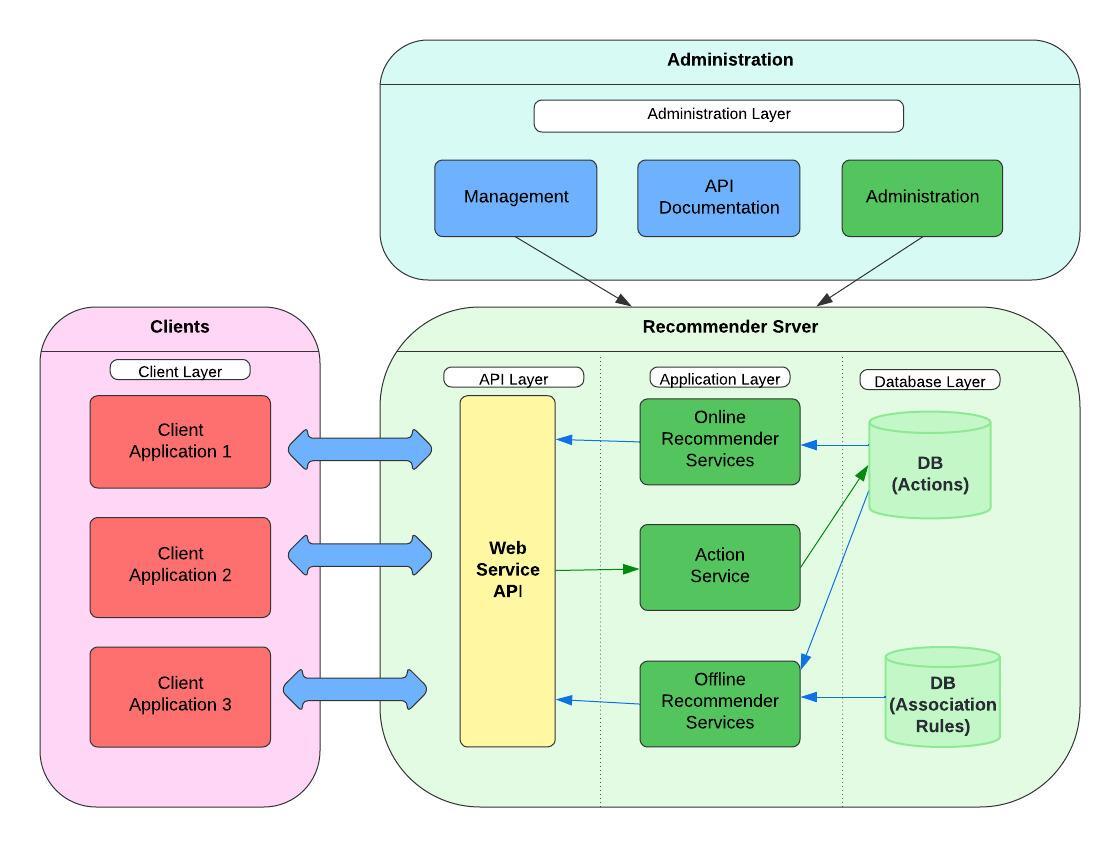 Administration
Administration Layer
Management
API
Documentation
Administration
Clients
Client Layer
Client
Application 1
Client
Application 2
Client
Application 3
Recommender Srver
API Layer
Web
Service
API
Application Layer
Online
Recommender
Services
Action
Service
Offline
Recommender
Services
Database Layer
DB
(Actions)
DB
(Association
Rules)